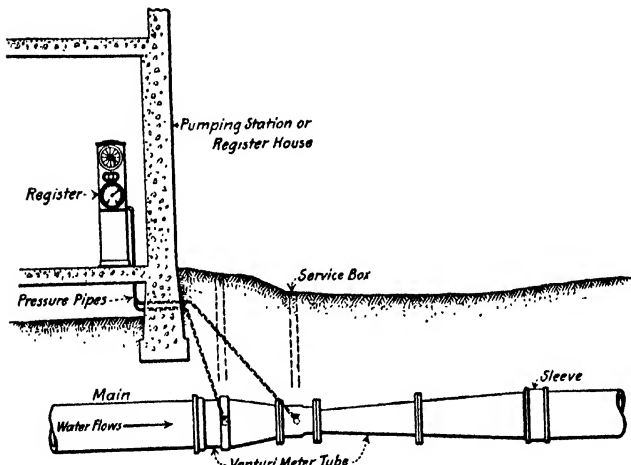 Pumping Station or
Register House
Register
Service Box
Pressure Pipes
Sleeve
Main
Water Flows
Venturi Meter Tube